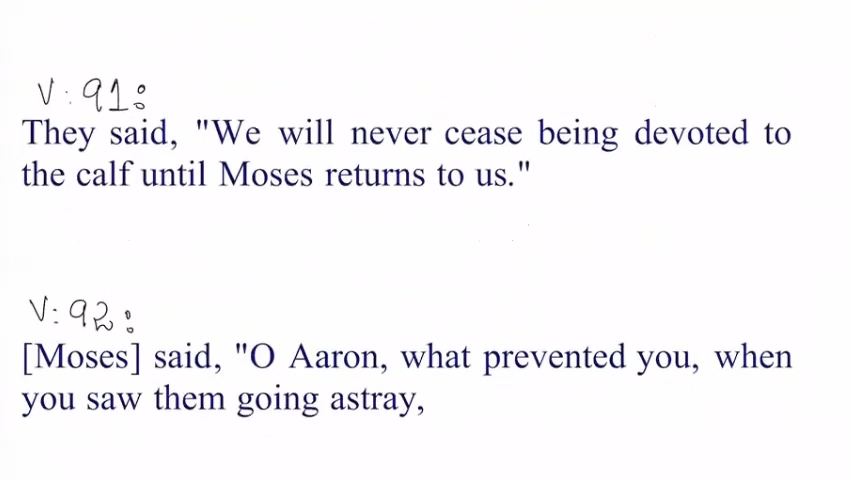 V:91:
They said, "We will never cease being devoted to
the calf until Moses returns to us."
V:92:
[Moses] said, "O Aaron, what prevented you, when
you saw them going astray,